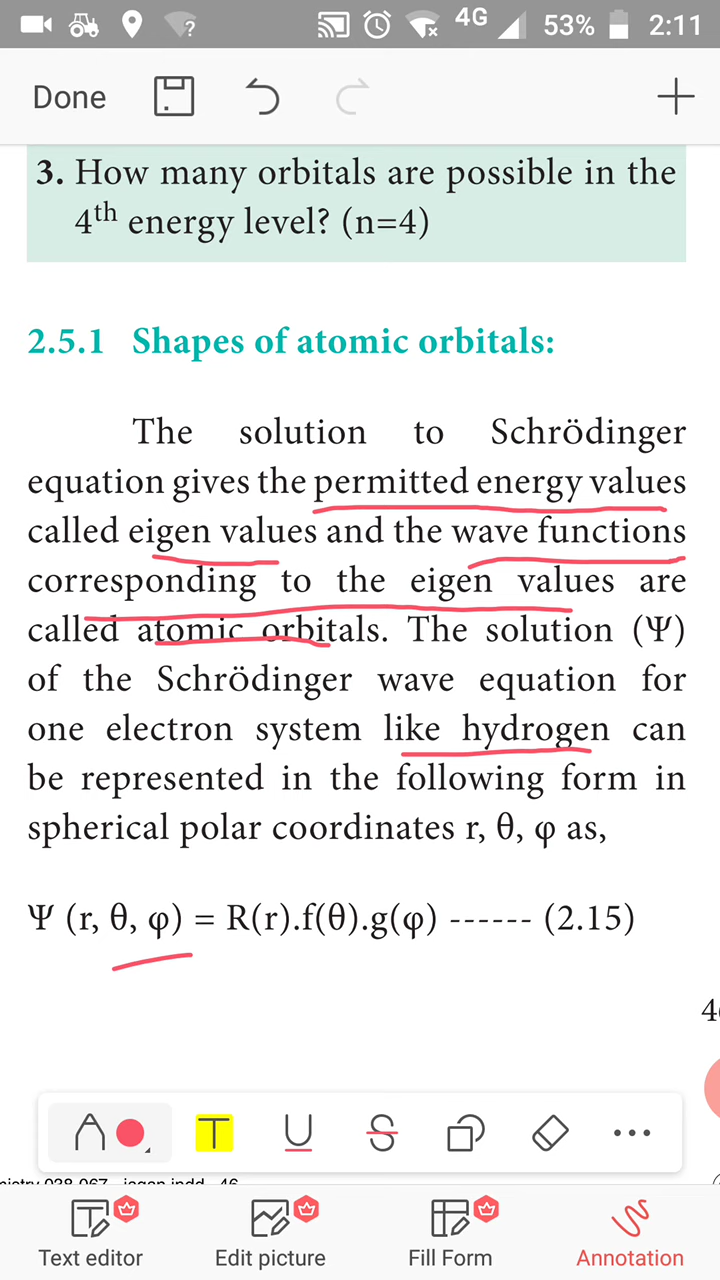 4G 53% 2:11
Done
3. How many orbitals are possible in the
4th energy level? (n=4)
2.5.1 Shapes of atomic orbitals:
The solution to Schrödinger
equation gives the permitted energy values
called eigen values and the wave functions
corresponding to the eigen values are
called atomic orbitals. The solution (Ψ)
of the Schrödinger wave equation for
one electron system like hydrogen can
be represented in the following form in
spherical polar coordinates r, θ, φ as,
Ψ (r, θ, φ) = R(r).f(θ).g(φ) ------ (2.15)
Text editor Edit picture Fill Form Annotation